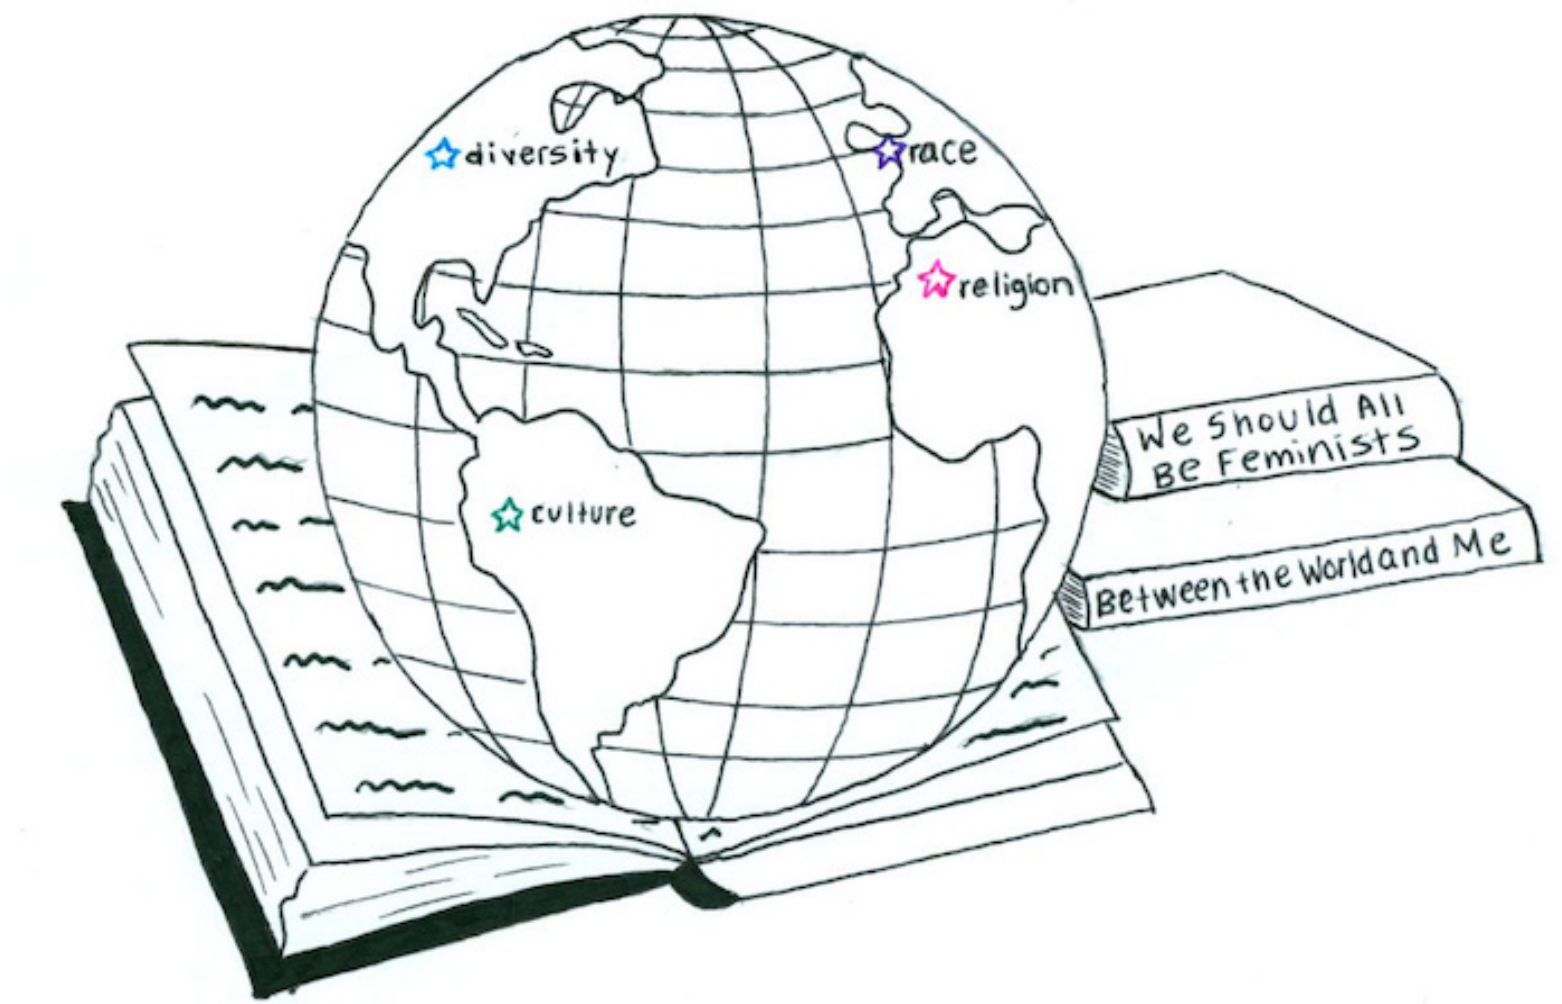 diversity
race
religion
culture
We Should All
Be Feminists
Between the World and Me